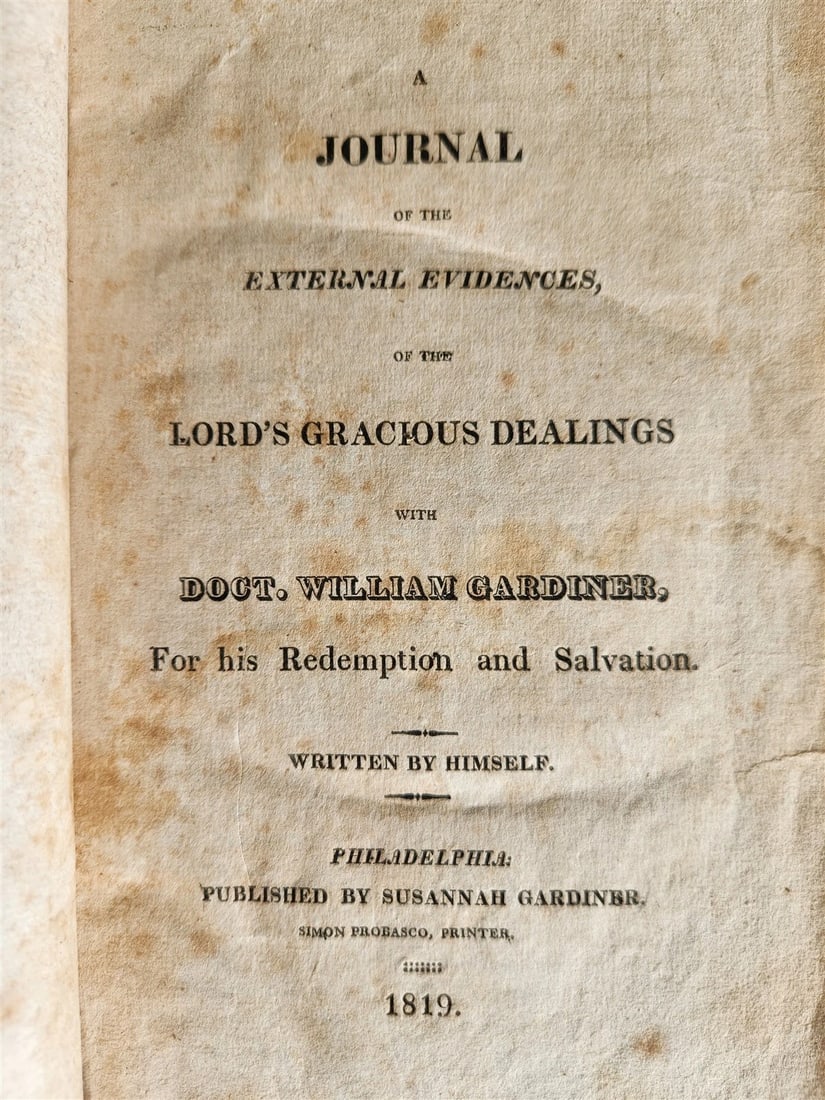 A
JOURNAL
OF THE
EXTERNAL EVIDENCES,
OF THE
LORD'S GRACIOUS DEALINGS
WITH
DOCT. WILLIAM GARDINER,
For his Redemption and Salvation.
WRITTEN BY HIMSELF.
PHILADELPHIA:
PUBLISHED BY SUSANNAH GARDINER.
SIMON PROBASCO, PRINTER.
1819.